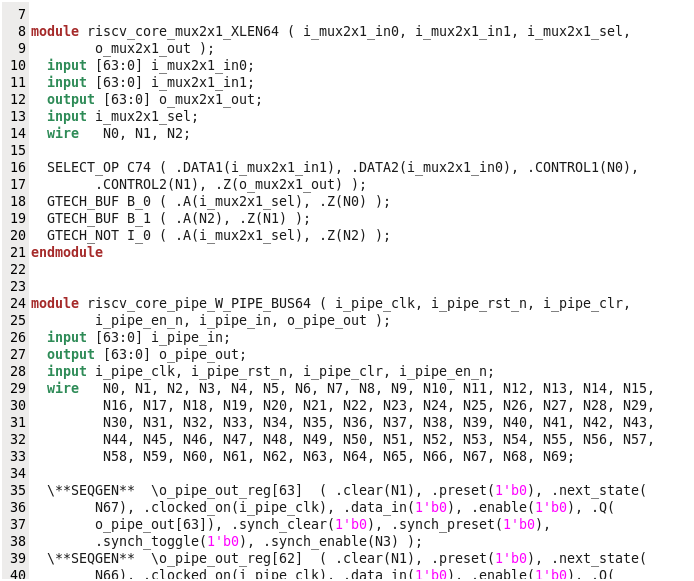 7
8 module riscv_core_mux2x1_XLEN64 ( i_mux2x1_in0, i_mux2x1_in1, i_mux2x1_sel,
9         o_mux2x1_out );
10   input [63:0] i_mux2x1_in0;
11   input [63:0] i_mux2x1_in1;
12   output [63:0] o_mux2x1_out;
13   input i_mux2x1_sel;
14   wire   N0, N1, N2;
15
16   SELECT_OP C74 ( .DATA1(i_mux2x1_in1), .DATA2(i_mux2x1_in0), .CONTROL1(N0),
17         .CONTROL2(N1), .Z(o_mux2x1_out) );
18   GTECH_BUF B_0 ( .A(i_mux2x1_sel), .Z(N0) );
19   GTECH_BUF B_1 ( .A(N2), .Z(N1) );
20   GTECH_NOT I_0 ( .A(i_mux2x1_sel), .Z(N2) );
21 endmodule
22
23
24 module riscv_core_pipe_W_PIPE_BUS64 ( i_pipe_clk, i_pipe_rst_n, i_pipe_clr,
25         i_pipe_en_n, i_pipe_in, o_pipe_out );
26   input [63:0] i_pipe_in;
27   output [63:0] o_pipe_out;
28   input i_pipe_clk, i_pipe_rst_n, i_pipe_clr, i_pipe_en_n;
29   wire   N0, N1, N2, N3, N4, N5, N6, N7, N8, N9, N10, N11, N12, N13, N14, N15,
30          N16, N17, N18, N19, N20, N21, N22, N23, N24, N25, N26, N27, N28, N29,
31          N30, N31, N32, N33, N34, N35, N36, N37, N38, N39, N40, N41, N42, N43,
32          N44, N45, N46, N47, N48, N49, N50, N51, N52, N53, N54, N55, N56, N57,
33          N58, N59, N60, N61, N62, N63, N64, N65, N66, N67, N68, N69;
34
35   \**SEQGEN**  \o_pipe_out_reg[63]  ( .clear(N1), .preset(1'b0), .next_state(
36         N67), .clocked_on(i_pipe_clk), .data_in(1'b0), .enable(1'b0), .Q(
37         o_pipe_out[63]), .synch_clear(1'b0), .synch_preset(1'b0),
38         .synch_toggle(1'b0), .synch_enable(N3) );
39   \**SEQGEN**  \o_pipe_out_reg[62]  ( .clear(N1), .preset(1'b0), .next_state(
40         N66), .clocked_on(i_pipe_clk), .data_in(1'b0), .enable(1'b0), .Q(